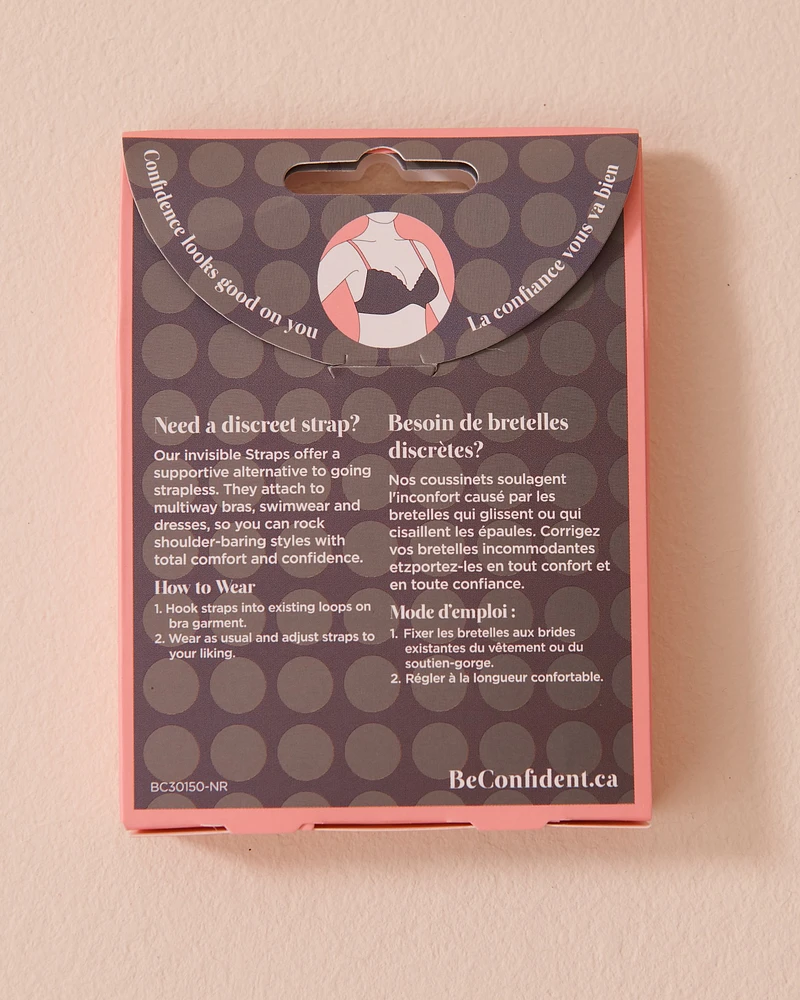 Confidence looks good on you
La confiance vous va bien
Need a discreet strap?
Our invisible Straps offer a
supportive alternative to going
strapless. They attach to
multiway bras, swimwear and
dresses, so you can rock
shoulder-baring styles with
total comfort and confidence.
How to Wear
1. Hook straps into existing loops on
bra garment.
2. Wear as usual and adjust straps to
your liking.
Besoin de bretelles
discrètes?
Nos coussinets soulagent
l'inconfort causé par les
bretelles qui glissent ou qui
cisaillent les épaules. Corrigez
vos bretelles incommodantes
etzportez-les en tout confort et
en toute confiance.
Mode d'emploi :
1. Fixer les bretelles aux brides
existantes du vêtement ou du
soutien-gorge.
2. Régler à la longueur confortable.
BC30150-NR
BeConfident.ca